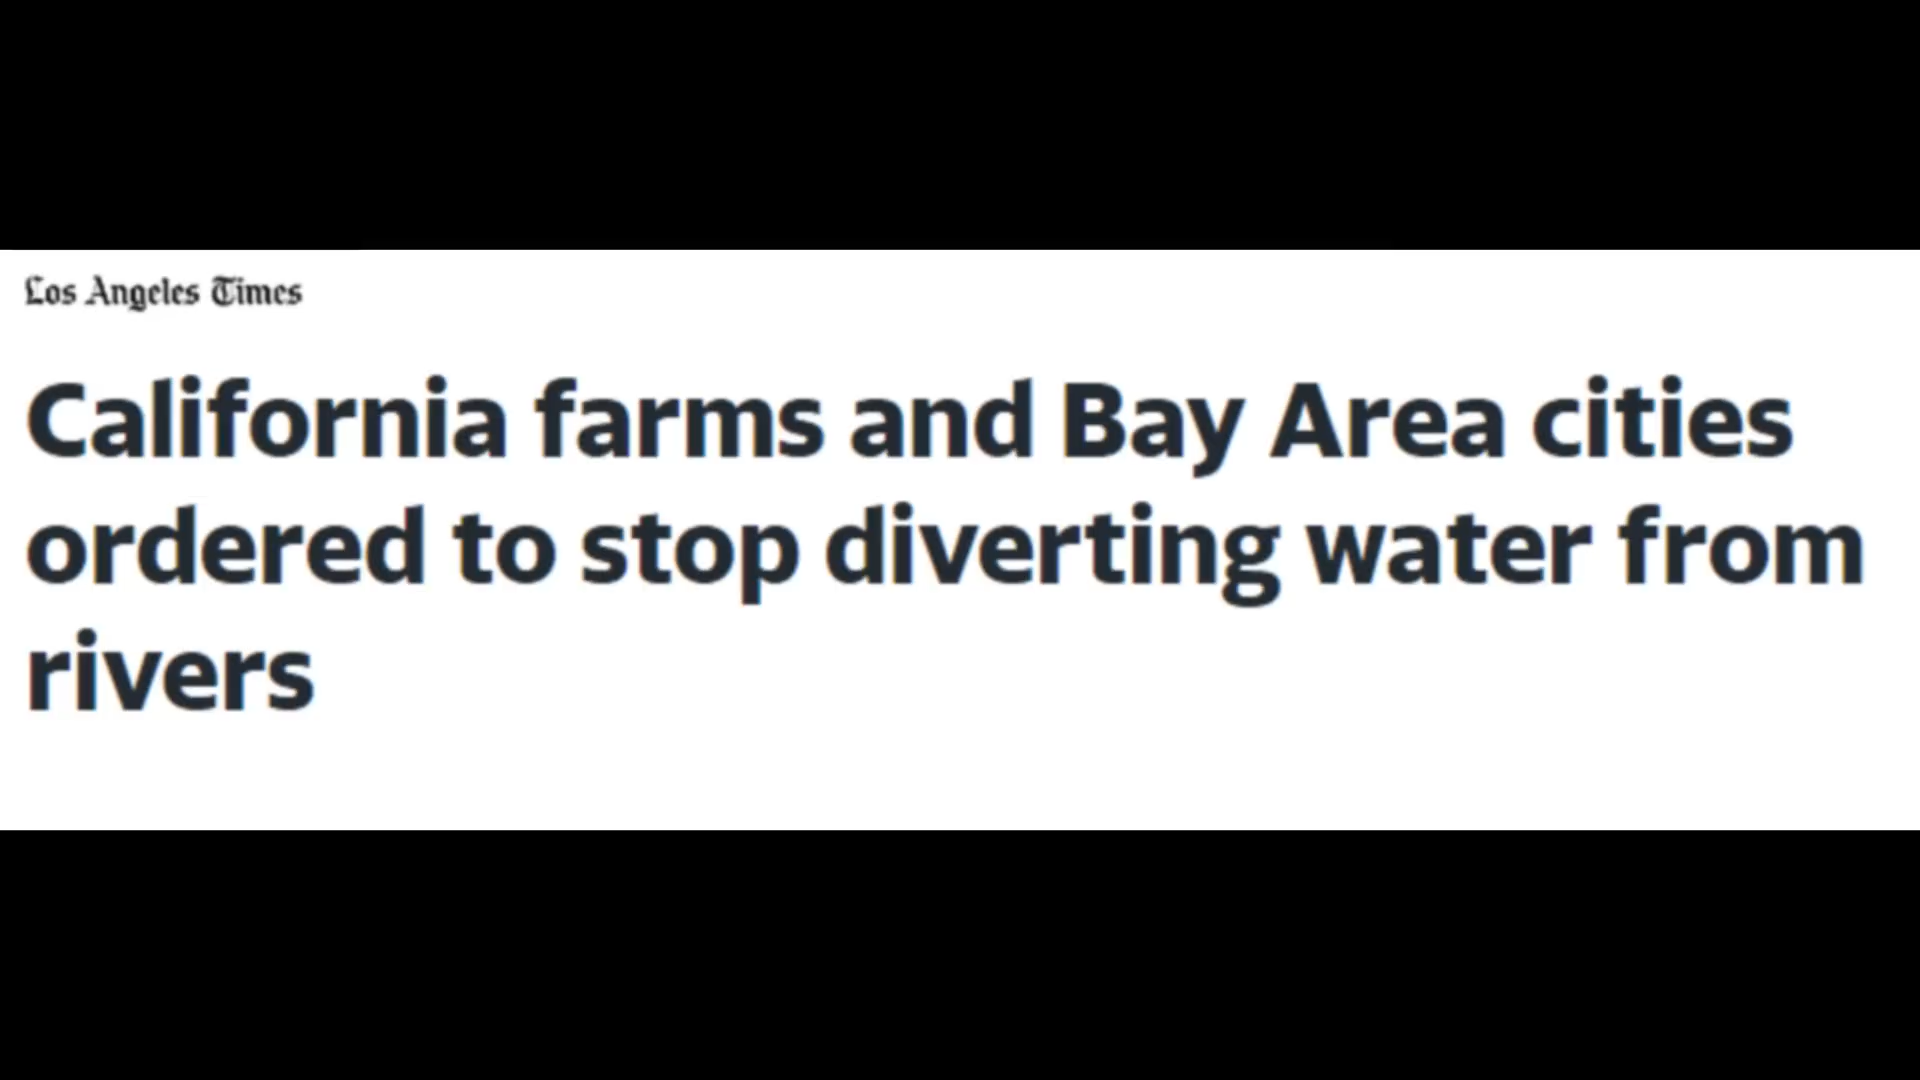 Los Angeles Times
California farms and Bay Area cities
ordered to stop diverting water from
rivers